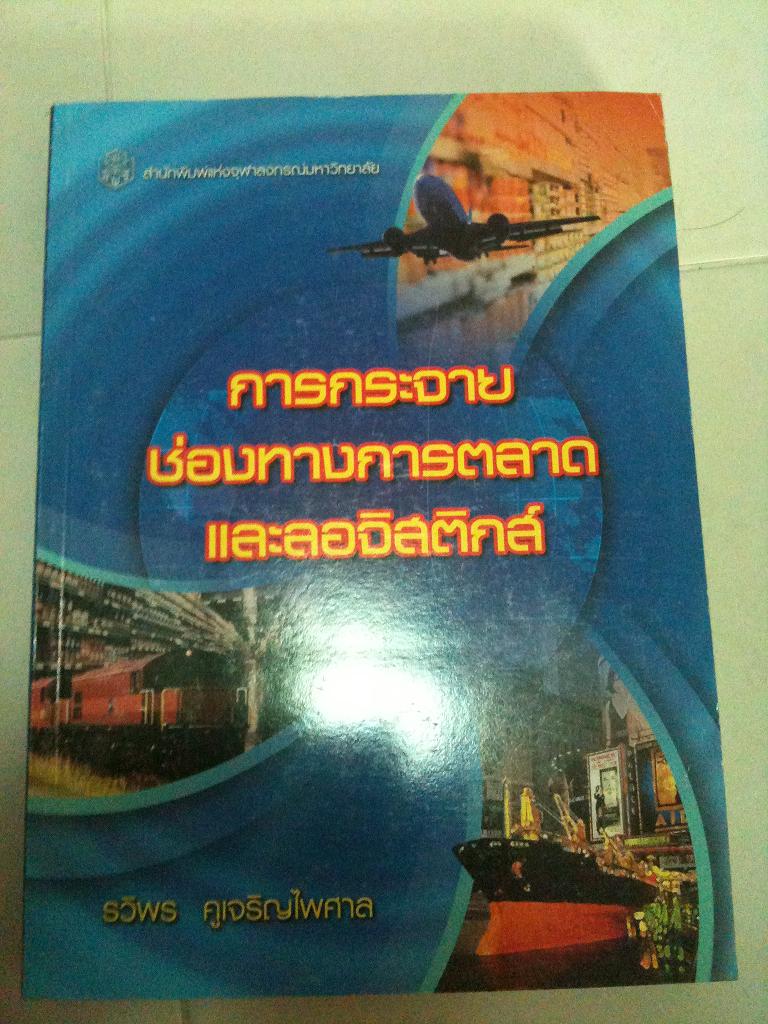 สำนักพิมพ์แห่งจุฬาลงกรณ์มหาวิทยาลัย
การกระจาย
ช่องทางการตลาด
และลอจิสติกส์
รวิพร คูเจริญไพศาล